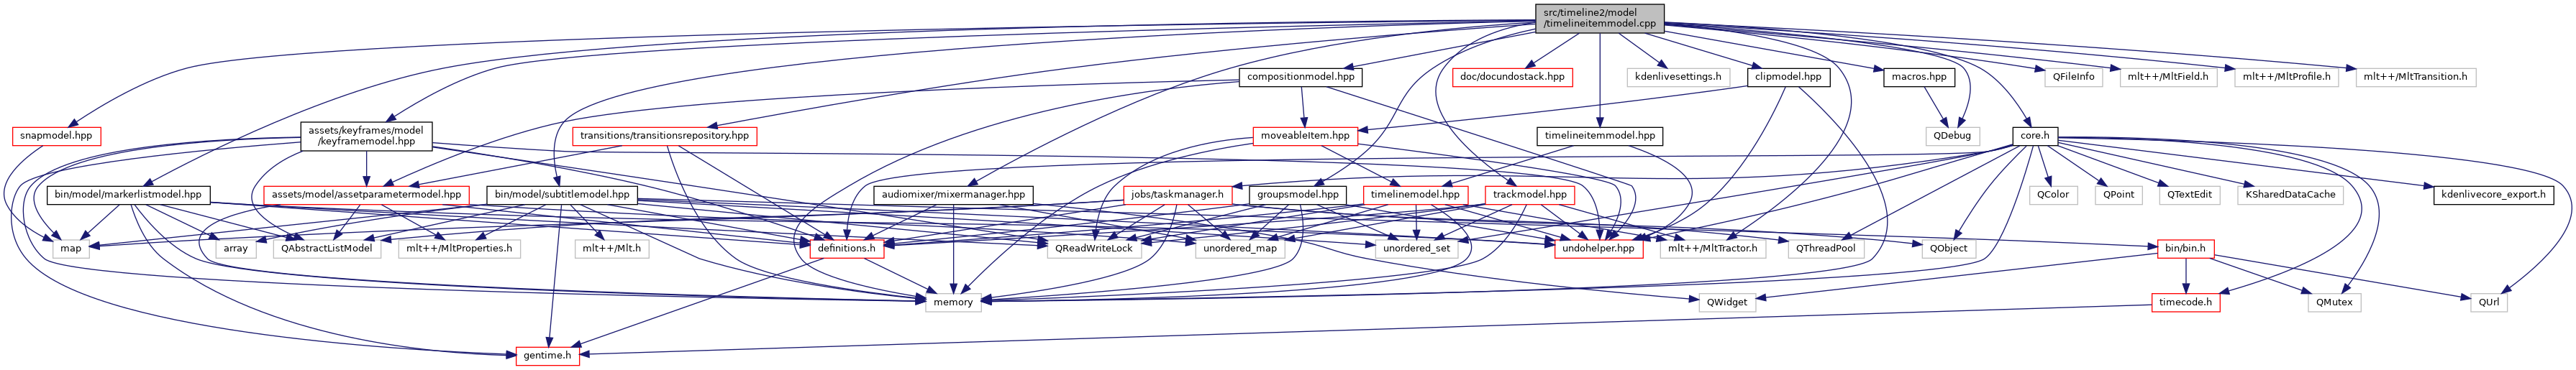 src/timeline2/model
/timelineitemmodel.cpp
compositionmodel.hpp
doc/docundostack.hpp
kdenlivesettings.h
clipmodel.hpp
macros.hpp
QFileInfo
mlt++/MltField.h
mlt++/MltProfile.h
mlt++/MltTransition.h
snapmodel.hpp
assets/keyframes/model
/keyframemodel.hpp
transitions/transitionsrepository.hpp
moveableItem.hpp
timelineitemmodel.hpp
QDebug
core.h
bin/model/markerlistmodel.hpp
assets/model/assetparametermodel.hpp
bin/model/subtitlemodel.hpp
audiomixer/mixermanager.hpp
jobs/taskmanager.h
groupsmodel.hpp
timelinemodel.hpp
trackmodel.hpp
QColor
QPoint
QTextEdit
KSharedDataCache
kdenlivecore_export.h
map
array
QAbstractListModel
mlt++/MltProperties.h
mlt++/Mlt.h
definitions.h
QReadWriteLock
unordered_map
unordered_set
undohelper.hpp
mlt++/MltTractor.h
QThreadPool
QObject
bin/bin.h
memory
QWidget
timecode.h
QMutex
QUrl
gentime.h